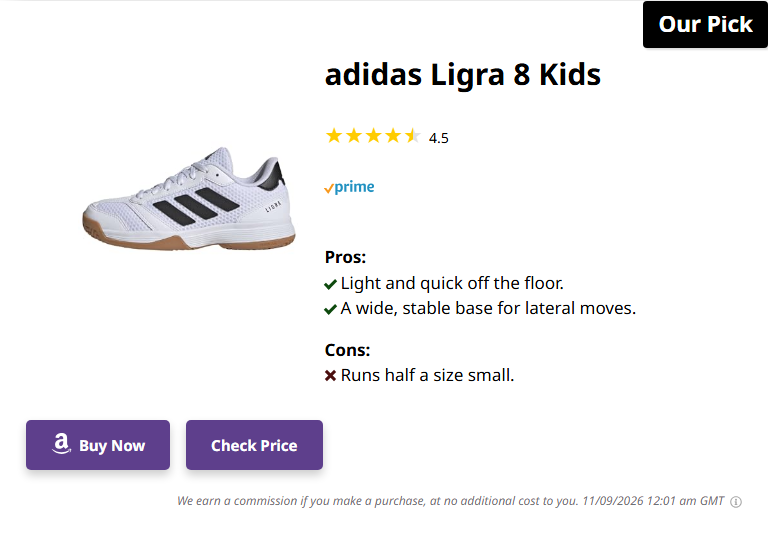 Our Pick
adidas Ligra 8 Kids
4.5
prime
LIGRA
Pros:
Light and quick off the floor.
A wide, stable base for lateral moves.
Cons:
Runs half a size small.
a Buy Now
Check Price
We earn a commission if you make a purchase, at no additional cost to you. 11/09/2026 12:01 am GMT